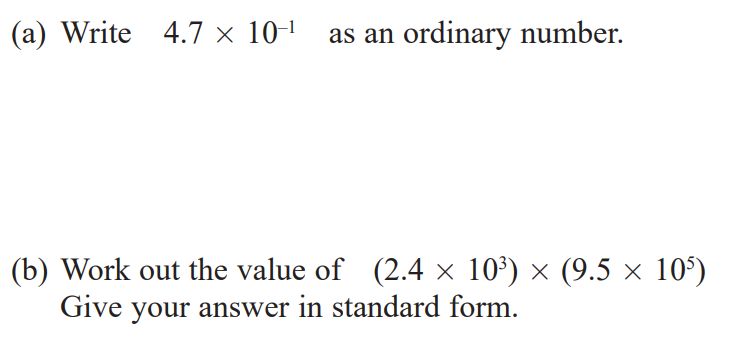 (a) Write 4.7 × 10⁻¹ as an ordinary number.
(b) Work out the value of (2.4 × 10³) × (9.5 × 10⁵)
Give your answer in standard form.